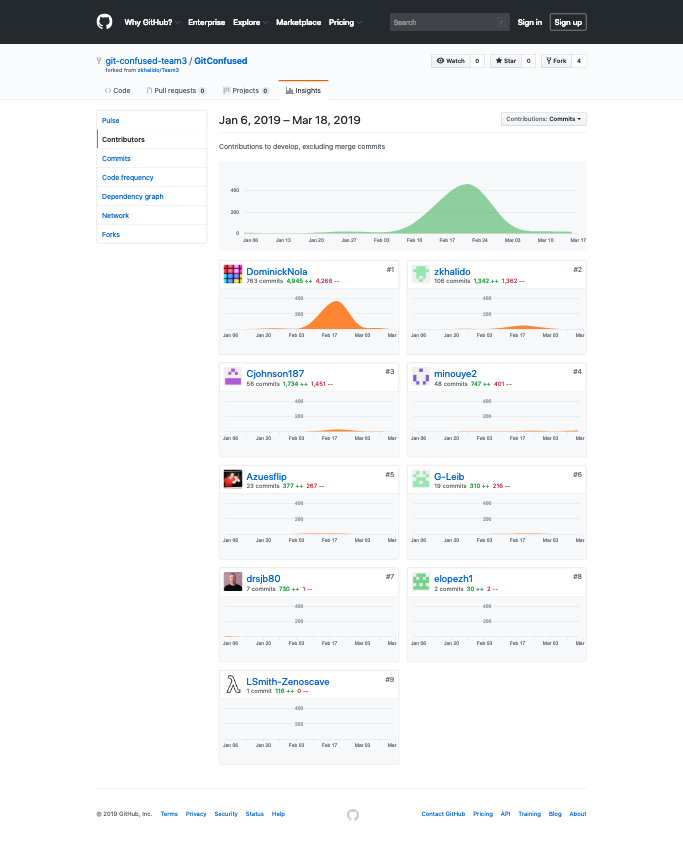 Why GitHub? Enterprise Explore Marketplace Pricing Search / Sign in Sign up
git-confused-team3 / GitConfused
forked from zkhalido/Team3
Watch 0 Star 0 Fork 4
Code Pull requests 0 Projects 0 Insights
Pulse
Contributors
Commits
Code frequency
Dependency graph
Network
Forks
Jan 6, 2019 – Mar 18, 2019
Contributions: Commits
Contributions to develop, excluding merge commits
400
200
0
Jan 06 Jan 13 Jan 20 Jan 27 Feb 03 Feb 10 Feb 17 Feb 24 Mar 03 Mar 10 Mar 17
DominickNola #1
763 commits 4,945 ++ 4,266 --
400
200
Jan 06 Jan 20 Feb 03 Feb 17 Mar 03 Mar
zkhalido #2
106 commits 1,342 ++ 1,362 --
400
200
Jan 06 Jan 20 Feb 03 Feb 17 Mar 03 Mar
Cjohnson187 #3
56 commits 1,734 ++ 1,451 --
400
200
Jan 06 Jan 20 Feb 03 Feb 17 Mar 03 Mar
minouye2 #4
48 commits 747 ++ 401 --
400
200
Jan 06 Jan 20 Feb 03 Feb 17 Mar 03 Mar
Azuesflip #5
23 commits 377 ++ 267 --
400
200
Jan 06 Jan 20 Feb 03 Feb 17 Mar 03 Mar
G-Leib #6
19 commits 310 ++ 216 --
400
200
Jan 06 Jan 20 Feb 03 Feb 17 Mar 03 Mar
drsjb80 #7
7 commits 730 ++ 1 --
400
200
Jan 06 Jan 20 Feb 03 Feb 17 Mar 03 Mar
elopezh1 #8
2 commits 30 ++ 2 --
400
200
Jan 06 Jan 20 Feb 03 Feb 17 Mar 03 Mar
LSmith-Zenoscave #9
1 commit 116 ++ 0 --
400
200
Jan 06 Jan 20 Feb 03 Feb 17 Mar 03 Mar
© 2019 GitHub, Inc. Terms Privacy Security Status Help Contact GitHub Pricing API Training Blog About